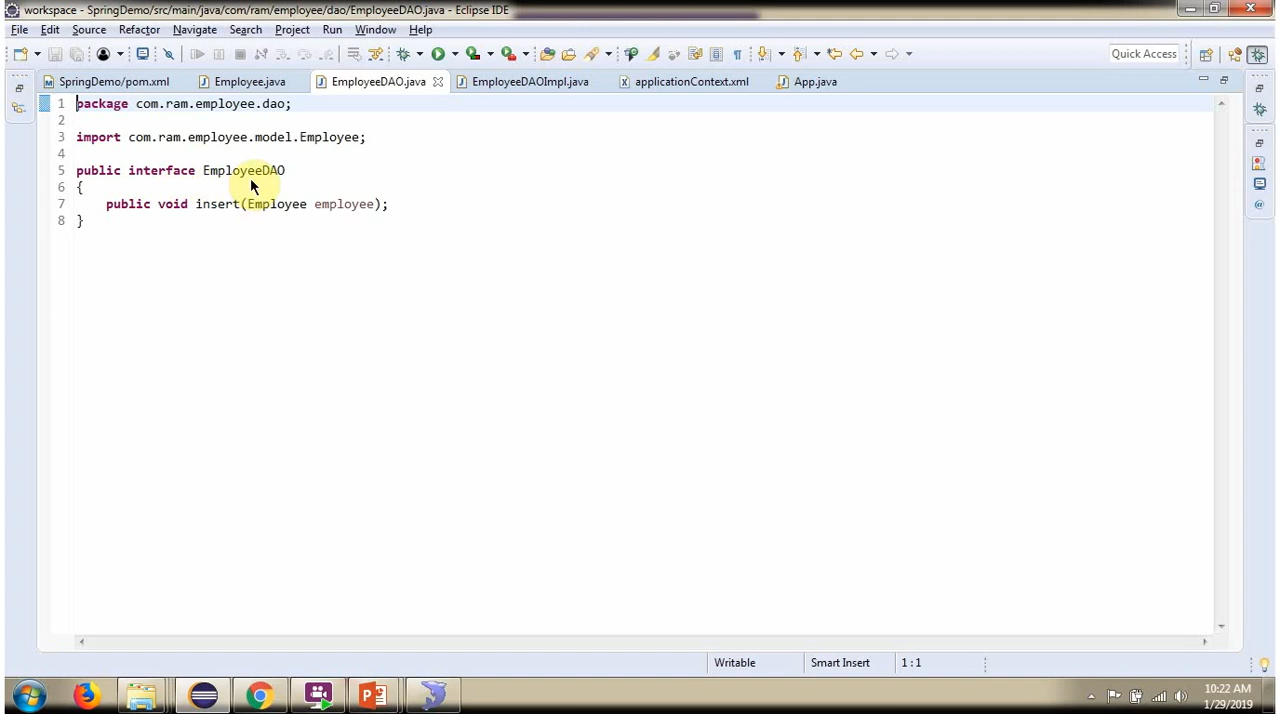 workspace - SpringDemo/src/main/java/com/ram/employee/dao/EmployeeDAO.java - Eclipse IDE
File Edit Source Refactor Navigate Search Project Run Window Help
Quick Access
SpringDemo/pom.xml Employee.java EmployeeDAO.java EmployeeDAOImpl.java applicationContext.xml App.java
1 package com.ram.employee.dao;
2
3 import com.ram.employee.model.Employee;
4
5 public interface EmployeeDAO
6 {
7 public void insert(Employee employee);
8 }
Writable Smart Insert 1 : 1
10:22 AM
1/29/2019